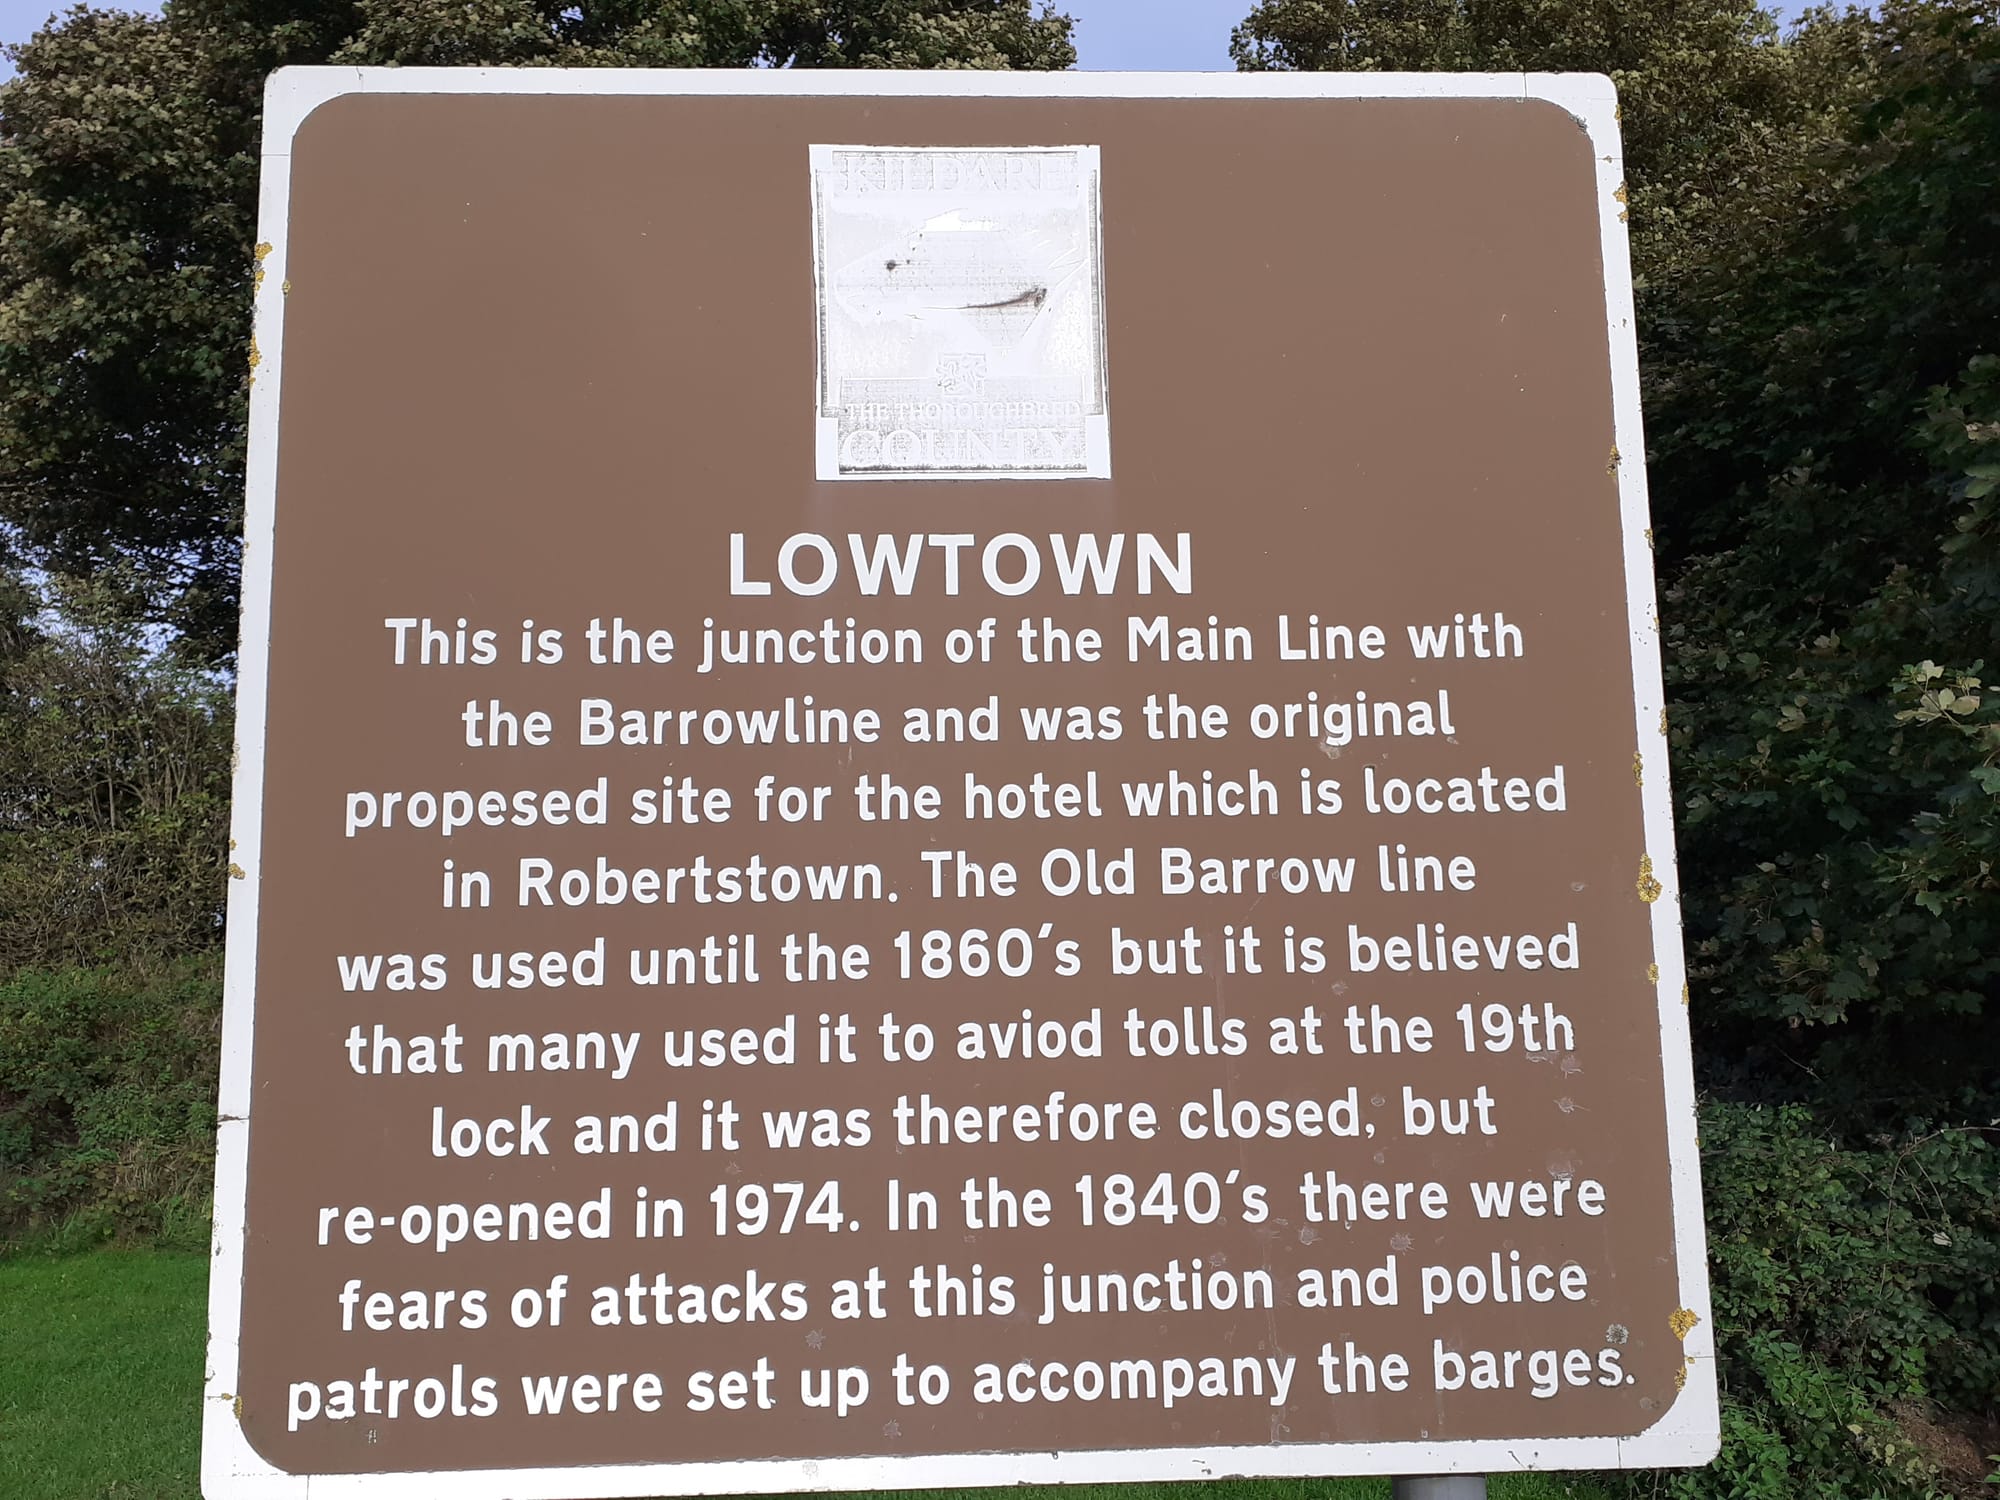 KILDARE
THE THOROUGHBRED
COUNTY
LOWTOWN
This is the junction of the Main Line with
the Barrowline and was the original
propesed site for the hotel which is located
in Robertstown. The Old Barrow line
was used until the 1860's but it is believed
that many used it to aviod tolls at the 19th
lock and it was therefore closed, but
re-opened in 1974. In the 1840's there were
fears of attacks at this junction and police
patrols were set up to accompany the barges.